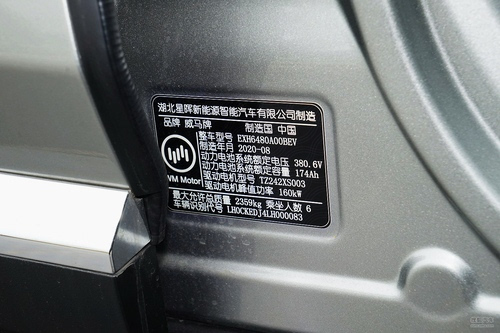 湖北星晖新能源智能汽车有限公司制造
品牌 威马牌 制造国 中国
整车型号 EXH6480A00BEV
制造年月 2020-08
动力电池系统额定电压 380.6V
动力电池系统额定容量 174Ah
驱动电机型号 TZ242XS003
驱动电机峰值功率 160kW
WM Motor
最大允许总质量 2359kg 乘坐人数 6
车辆识别代号 LHOCKEDJ4LH000083